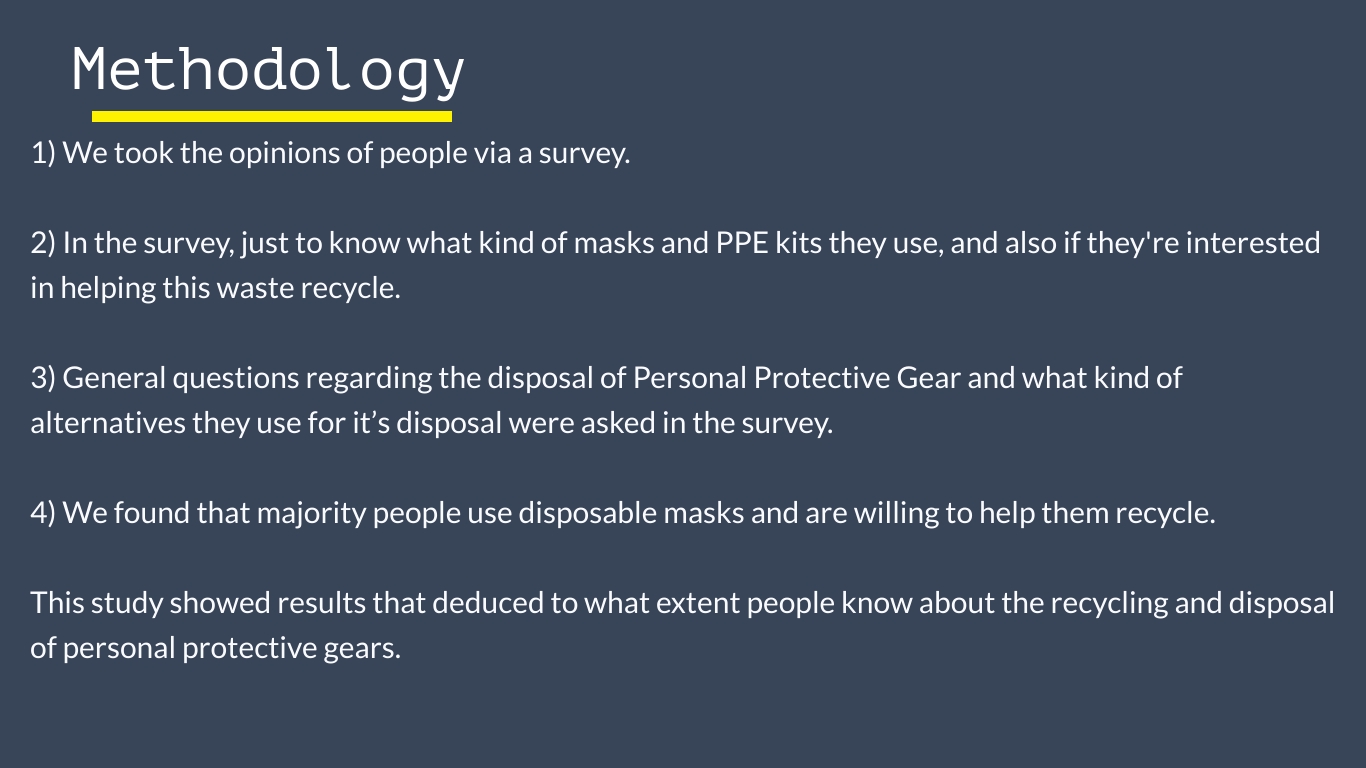 Methodology
1) We took the opinions of people via a survey.
2) In the survey, just to know what kind of masks and PPE kits they use, and also if they're interested
in helping this waste recycle.
3) General questions regarding the disposal of Personal Protective Gear and what kind of
alternatives they use for it’s disposal were asked in the survey.
4) We found that majority people use disposable masks and are willing to help them recycle.
This study showed results that deduced to what extent people know about the recycling and disposal
of personal protective gears.